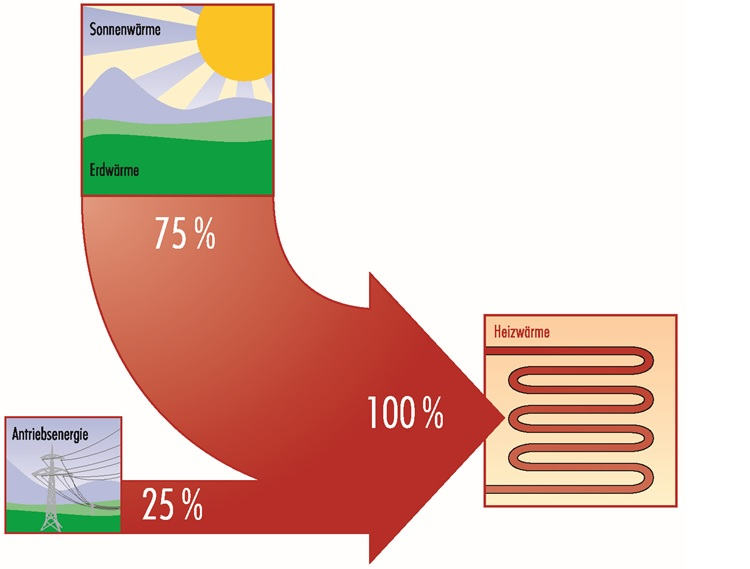 Sonnenwärme
Erdwärme
75 %
Heizwärme
100 %
Antriebsenergie
25 %